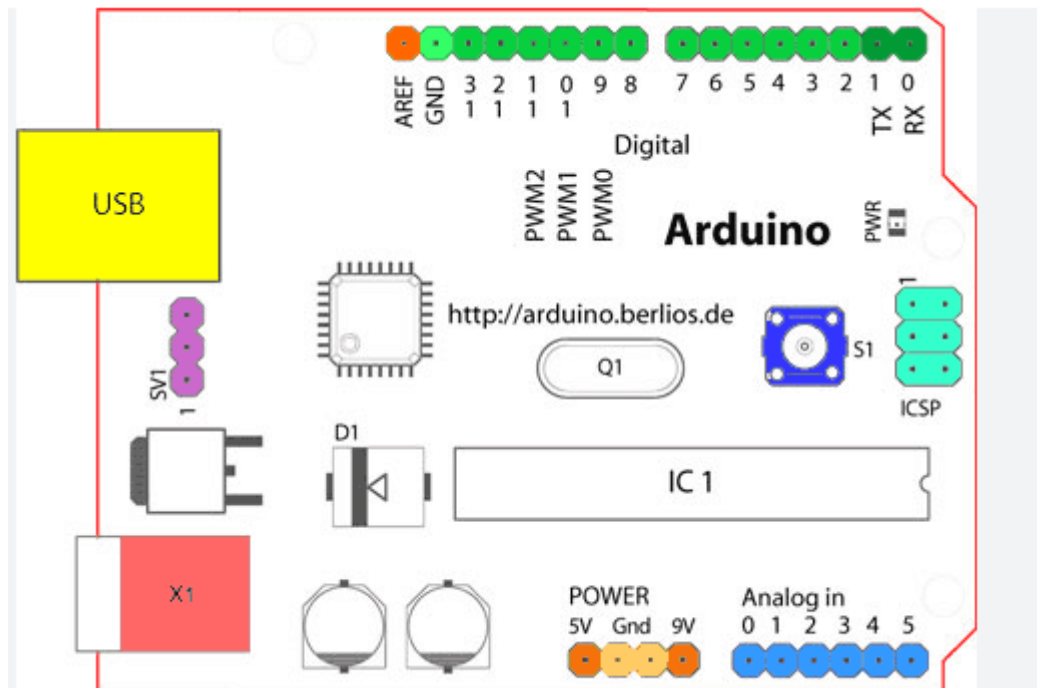 AREF GND 13 12 11 10 9 8 7 6 5 4 3 2 1 0
TX RX
Digital
USB
PWM2 PWM1 PWM0
Arduino
PWR
1
http://arduino.berlios.de
Q1
S1
SV1
1
ICSP
D1
IC 1
X1
POWER
5V Gnd 9V
Analog in
0 1 2 3 4 5